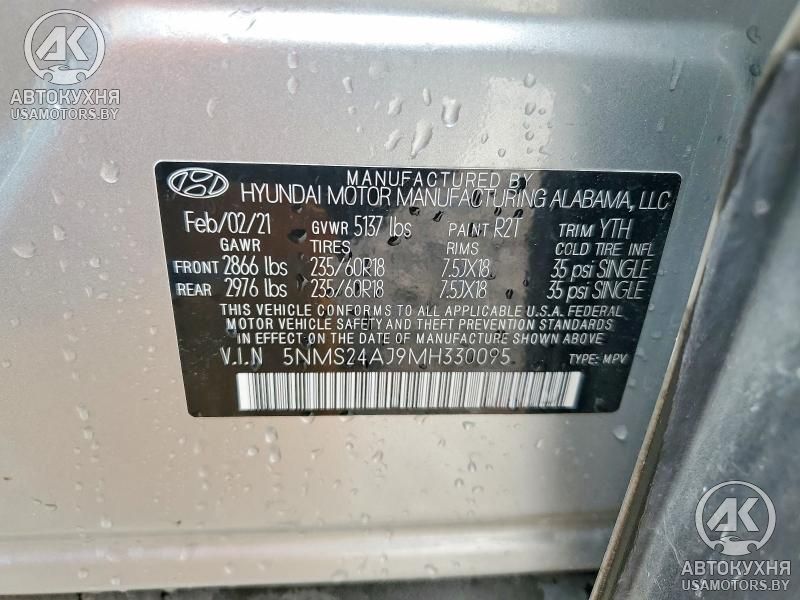 AK
АВТОКУХНЯ
USAMOTORS.BY
MANUFACTURED BY
HYUNDAI MOTOR MANUFACTURING ALABAMA, LLC
Feb/02/21 GVWR 5137 lbs PAINT R2T TRIM YTH
GAWR TIRES RIMS COLD TIRE INFL
FRONT 2866 lbs 235/60R18 7.5JX18 35 psi SINGLE
REAR 2976 lbs 235/60R18 7.5JX18 35 psi SINGLE
THIS VEHICLE CONFORMS TO ALL APPLICABLE U.S.A. FEDERAL
MOTOR VEHICLE SAFETY AND THEFT PREVENTION STANDARDS
IN EFFECT ON THE DATE OF MANUFACTURE SHOWN ABOVE.
V.I.N 5NMS24AJ9MH330095 TYPE: MPV
AK
АВТОКУХНЯ
USAMOTORS.BY